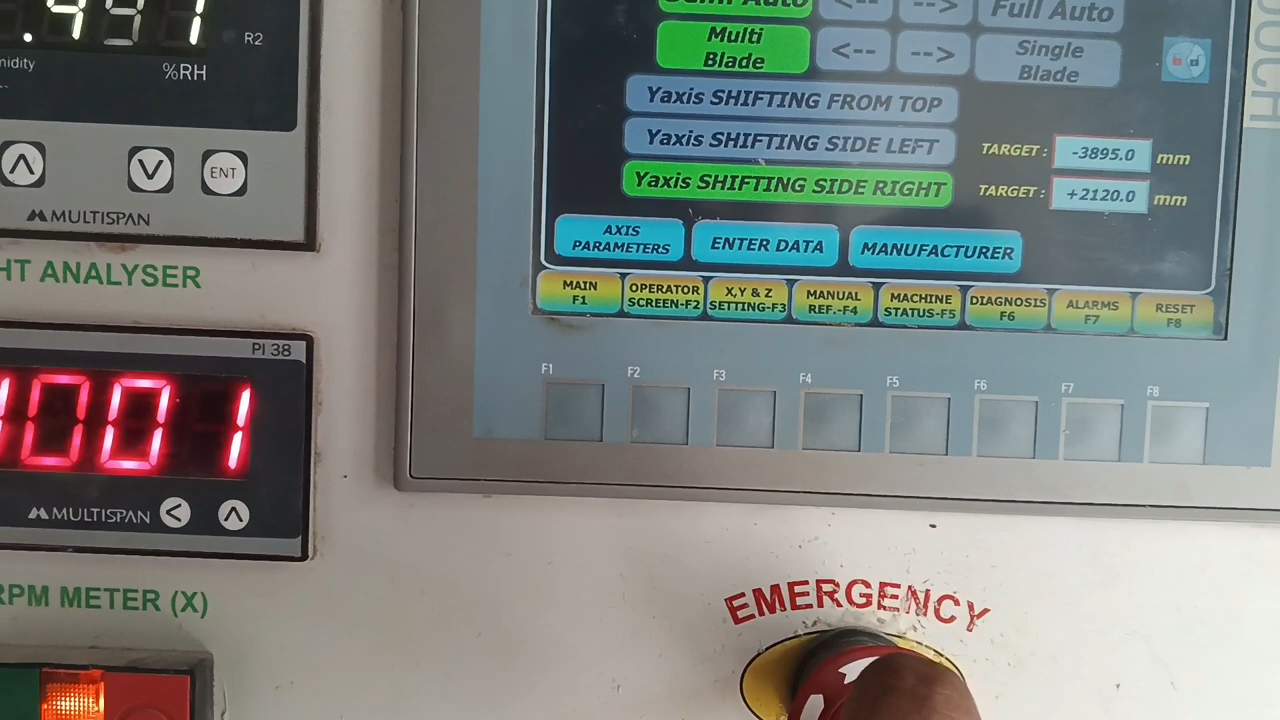 R2
%RH
ENT
MULTISPAN
HT ANALYSER
PI 38
001
MULTISPAN
RPM METER (X)
Semi Auto <-- --> Full Auto
Multi Blade <-- --> Single Blade
Yaxis SHIFTING FROM TOP
Yaxis SHIFTING SIDE LEFT TARGET : -3895.0 mm
Yaxis SHIFTING SIDE RIGHT TARGET : +2120.0 mm
AXIS PARAMETERS ENTER DATA MANUFACTURER
MAIN F1 OPERATOR SCREEN-F2 X,Y & Z SETTING-F3 MANUAL REF.-F4 MACHINE STATUS-F5 DIAGNOSIS F6 ALARMS F7 RESET F8
F1 F2 F3 F4 F5 F6 F7 F8
OUCH
EMERGENCY